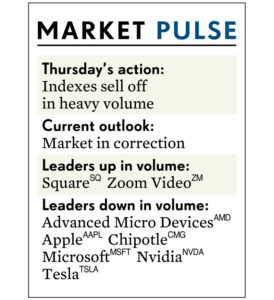 MARKET PULSE
Thursday's action:
Indexes sell off
in heavy volume
Current outlook:
Market in correction
Leaders up in volume:
Square SQ Zoom Video ZM
Leaders down in volume:
Advanced Micro Devices AMD
Apple AAPL Chipotle CMG
Microsoft MSFT Nvidia NVDA
Tesla TSLA